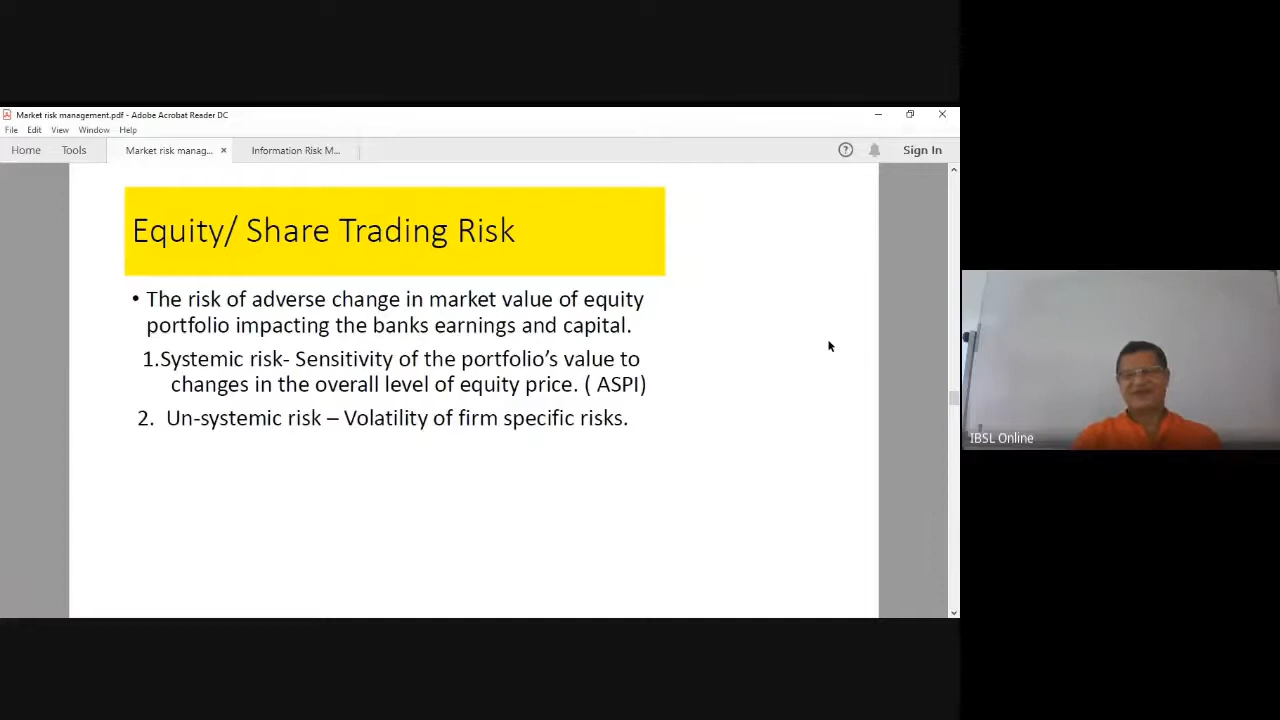 Market risk management.pdf - Adobe Acrobat Reader DC
File Edit View Window Help
Home Tools Market risk manag... × Information Risk M... Sign In
Equity/ Share Trading Risk
• The risk of adverse change in market value of equity
portfolio impacting the banks earnings and capital.
1.Systemic risk- Sensitivity of the portfolio’s value to
changes in the overall level of equity price. ( ASPI)
2. Un-systemic risk – Volatility of firm specific risks.
IBSL Online